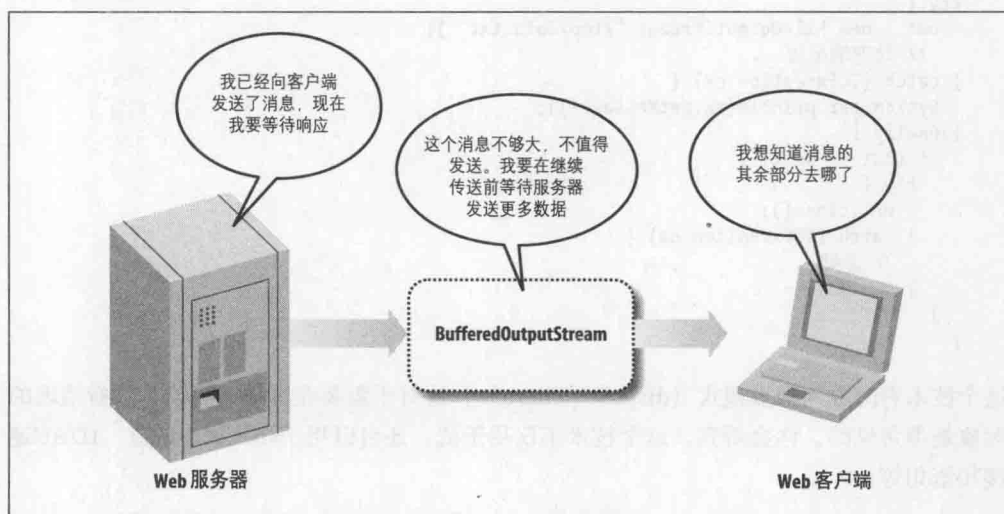 我已经向客户端
发送了消息，现在
我要等待响应
这个消息不够大，不值得
发送。我要在继续
传送前等待服务器
发送更多数据
我想知道消息的
其余部分去哪了
BufferedOutputStream
Web 服务器
Web 客户端